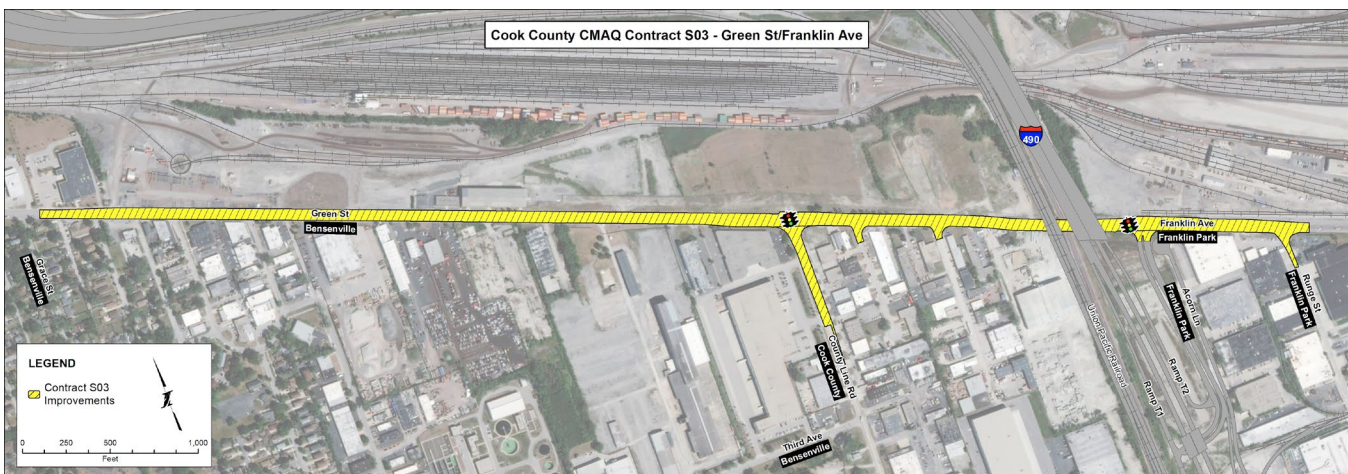 Cook County CMAQ Contract S03 - Green St/Franklin Ave
490
Green St
Bensenville
Franklin Ave
Franklin Park
Grace St
Bensenville
County Line Rd
Cook County
Third Ave
Bensenville
Union Pacific Railroad
Ramp T1
Ramp T2
Acorn Ln
Franklin Park
Runge St
Franklin Park
LEGEND
Contract S03
Improvements
0 250 500 1,000
Feet